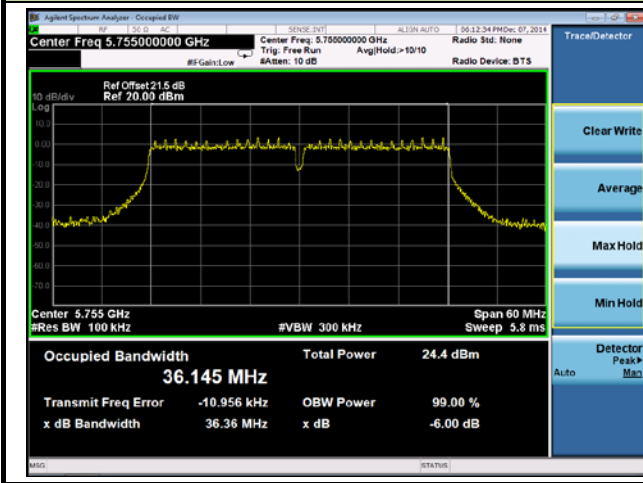 Agilent Spectrum Analyzer - Occupied BW
RF 50 Ω AC SENSE:INT ALIGN AUTO 06:12:34 PM Dec 07, 2014
Center Freq 5.755000000 GHz
Center Freq: 5.755000000 GHz
Radio Std: None
Trig: Free Run Avg|Hold:>10/10
#IFGain:Low #Atten: 10 dB Radio Device: BTS
Trace/Detector
Ref Offset 21.5 dB
10 dB/div Ref 20.00 dBm
Log
10.0
0.00
-10.0
-20.0
-30.0
-40.0
-50.0
-60.0
-70.0
Center 5.755 GHz Span 60 MHz
#Res BW 100 kHz #VBW 300 kHz Sweep 5.8 ms
Occupied Bandwidth Total Power 24.4 dBm
36.145 MHz
Transmit Freq Error -10.956 kHz OBW Power 99.00 %
x dB Bandwidth 36.36 MHz x dB -6.00 dB
Clear Write
Average
Max Hold
Min Hold
Detector
Peak▶
Auto Man
MSG STATUS